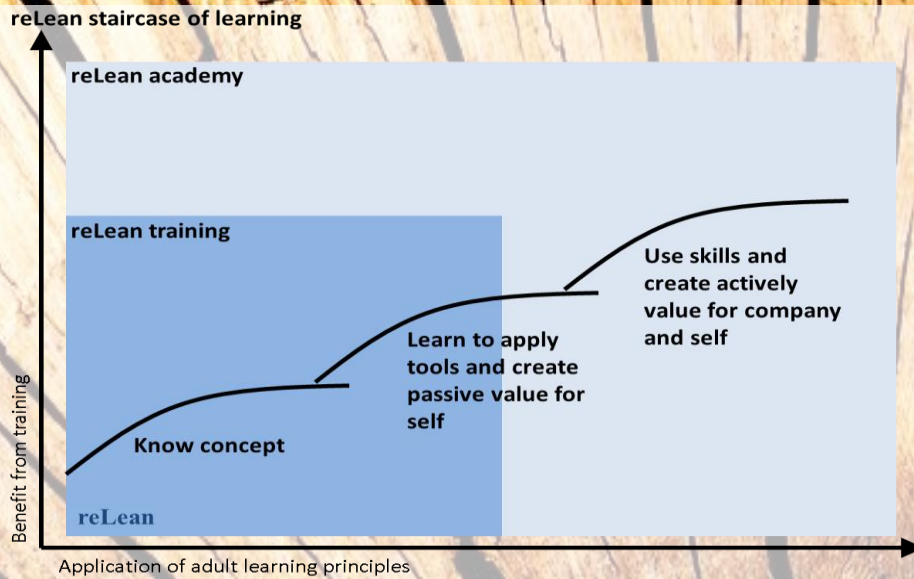 reLean staircase of learning
reLean academy
reLean training
Use skills and
create actively
value for company
and self
Learn to apply
tools and create
passive value for
self
Know concept
reLean
Benefit from training
Application of adult learning principles